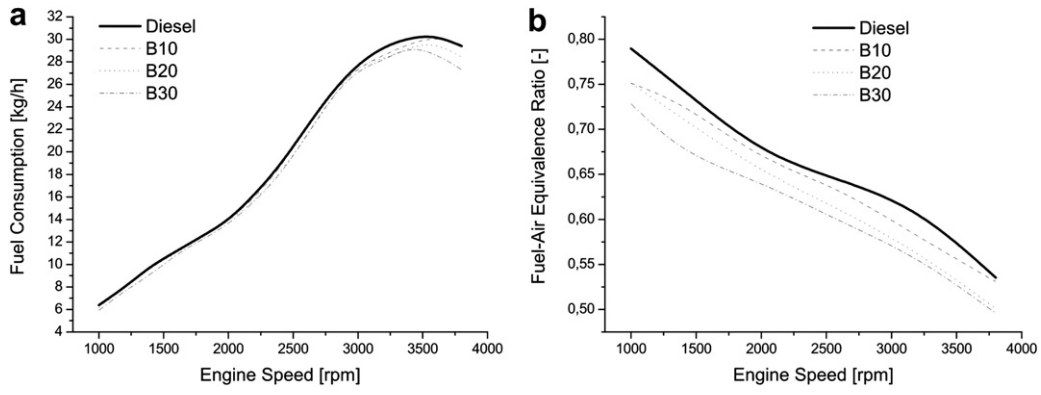 a
32
30
28
26
24
22
20
18
16
14
12
10
8
6
4
Fuel Consumption [kg/h]
Diesel
B10
B20
B30
1000 1500 2000 2500 3000 3500 4000
Engine Speed [rpm]
b
0,80
0,75
0,70
0,65
0,60
0,55
0,50
Fuel-Air Equivalence Ratio [-]
Diesel
B10
B20
B30
1000 1500 2000 2500 3000 3500 4000
Engine Speed [rpm]